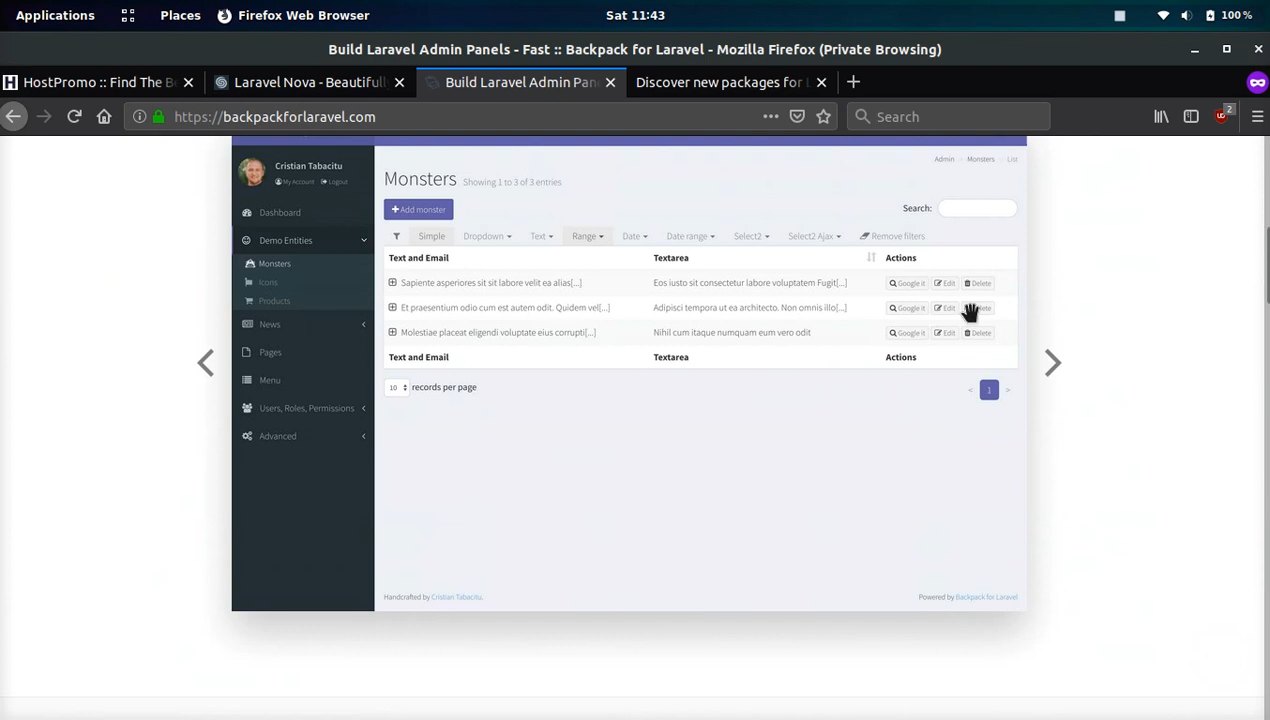 Applications Places Firefox Web Browser Sat 11:43 100 %
Build Laravel Admin Panels - Fast :: Backpack for Laravel - Mozilla Firefox (Private Browsing)
HostPromo :: Find The Be Laravel Nova - Beautifull Build Laravel Admin Pan Discover new packages for
https://backpackforlaravel.com Search 2
Cristian Tabacitu
My Account Logout
Admin Monsters List
Monsters Showing 1 to 3 of 3 entries
Add monster
Search:
Dashboard
Demo Entities
Monsters
Icons
Products
News
Pages
Menu
Users, Roles, Permissions
Advanced
Simple Dropdown Text Range Date Date range Select2 Select2 Ajax Remove filters
Text and Email Textarea Actions
Sapiente asperiores sit sit labore velit ea alias[...] Eos iusto sit consectetur labore voluptatem Fugit[...] Google it Edit Delete
Et praesentium odio cum est autem odit. Quidem vel[...] Adipisci tempora ut ea architecto. Non omnis illo[...] Google it Edit
Molestiae placeat eligendi voluptate eius corrupti[...] Nihil cum itaque numquam eum vero odit Google it Edit Delete
Text and Email Textarea Actions
10 records per page < 1 >
Handcrafted by Cristian Tabacitu. Powered by Backpack for Laravel